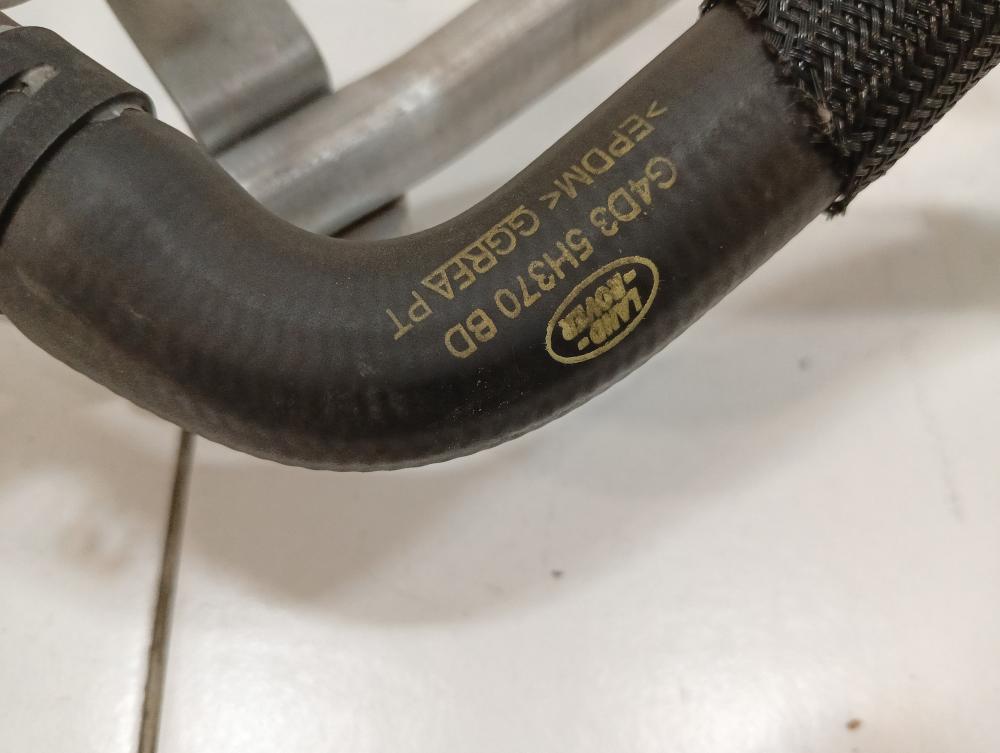 >EPDM< GGREA PT
G4D3 5H370 BD
LAND-
-ROVER